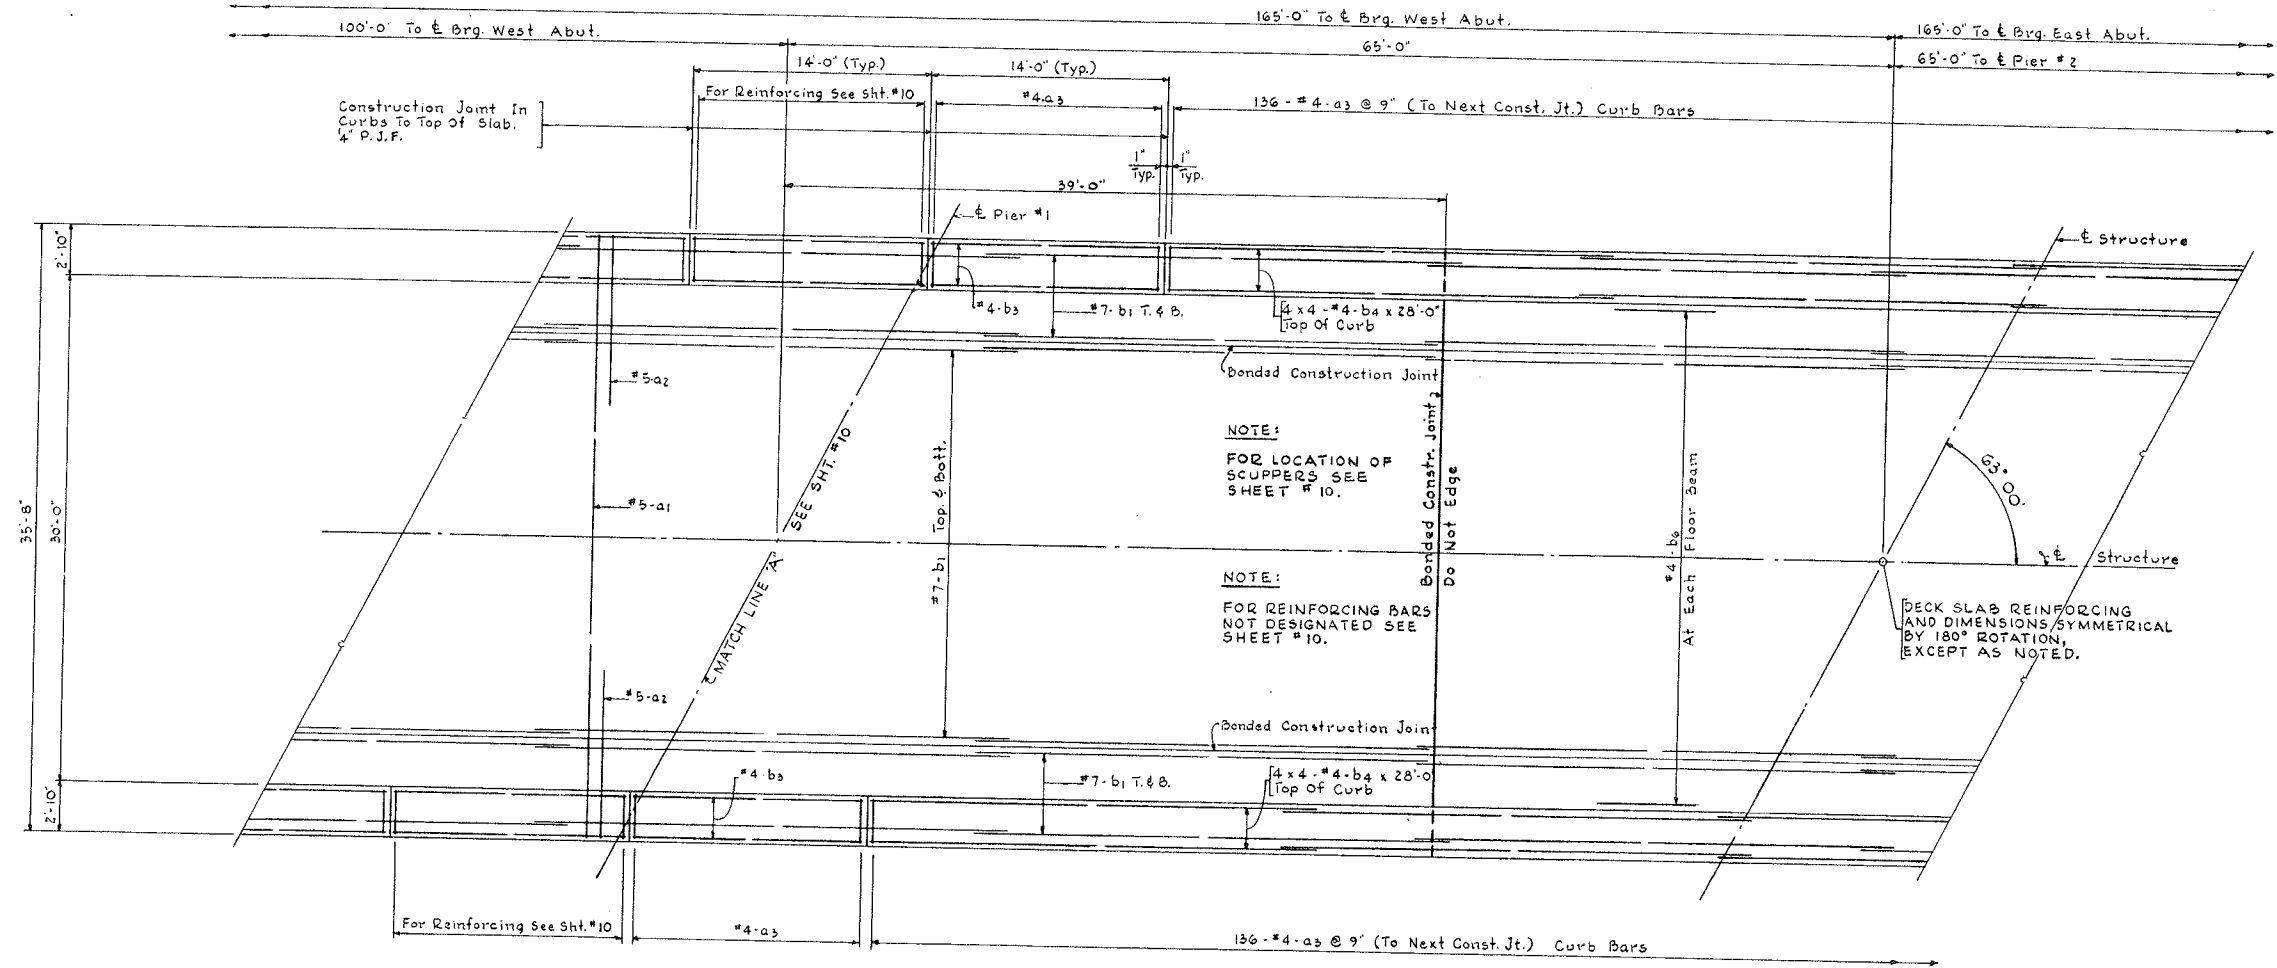 165'-0" To ℄ Brg. West Abut.
100'-0" To ℄ Brg. West Abut.
65'-0"
165'-0" To ℄ Brg. East Abut.
65'-0" To ℄ Pier #2
14'-0" (Typ.)
14'-0" (Typ.)
For Reinforcing See Sht. #10
#4-a3
136 - #4-a3 @ 9" (To Next Const. Jt.) Curb Bars
Construction Joint In
Curbs To Top Of Slab.
P.J.F.
1"
Typ.
1"
Typ.
39'-0"
℄ Pier #1
℄ Structure
2'-10"
#4-b3
#7-b1 T. & B.
4 x 4 - #4-b4 x 28'-0"
Top Of Curb
Bonded Construction Joint
#5-a2
NOTE:
FOR LOCATION OF
SCUPPERS SEE
SHEET #10.
Bonded Constr. Joint
Do Not Edge
#7-b1 Top. & Bott.
#4-b6
At Each Floor Beam
63° 00'
SEE SHT. #10
℄ MATCH LINE 'A'
#5-a1
35'-8"
30'-0"
℄ Structure
NOTE:
FOR REINFORCING BARS
NOT DESIGNATED SEE
SHEET #10.
DECK SLAB REINFORCING
AND DIMENSIONS SYMMETRICAL
BY 180° ROTATION,
EXCEPT AS NOTED.
#5-a2
Bonded Construction Joint
2'-10"
#4-b3
#7-b1 T. & B.
4 x 4 - #4-b4 x 28'-0
Top Of Curb
For Reinforcing See Sht. #10
#4-a3
136 - #4-a3 @ 9" (To Next Const. Jt.) Curb Bars